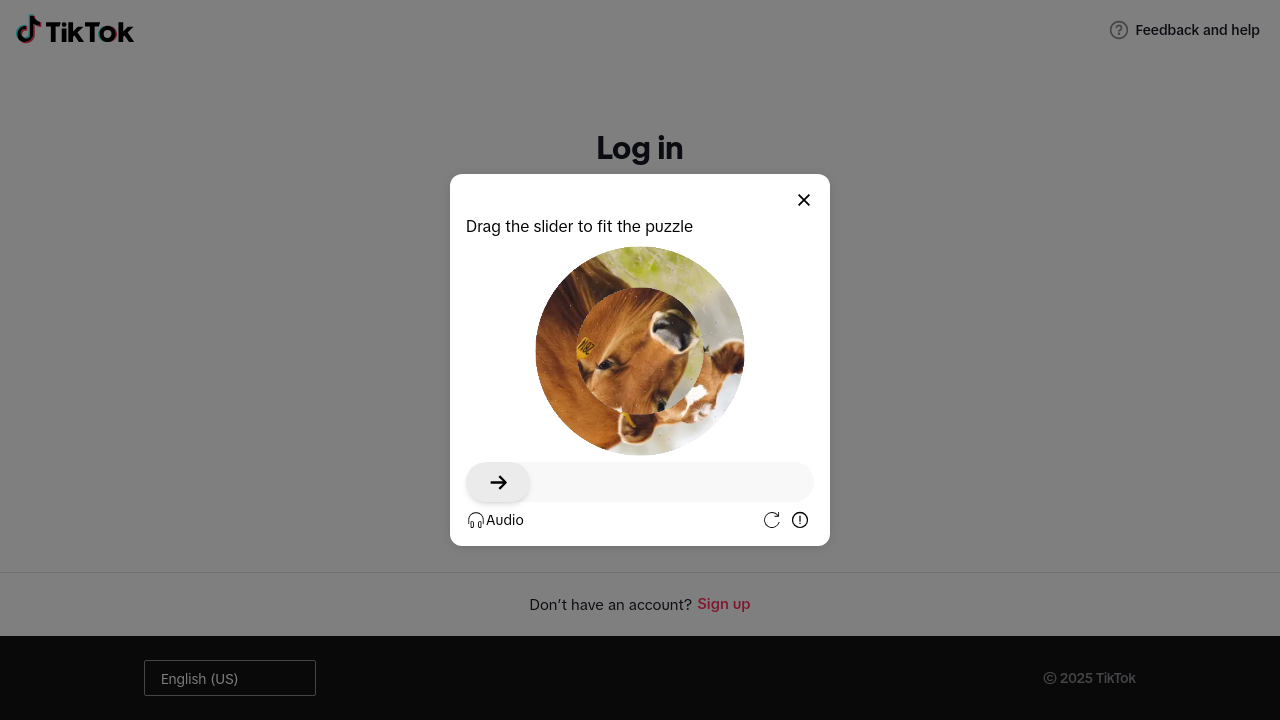 TikTok
Feedback and help
Log in
Drag the slider to fit the puzzle
Audio
Don’t have an account? Sign up
English (US)
© 2025 TikTok